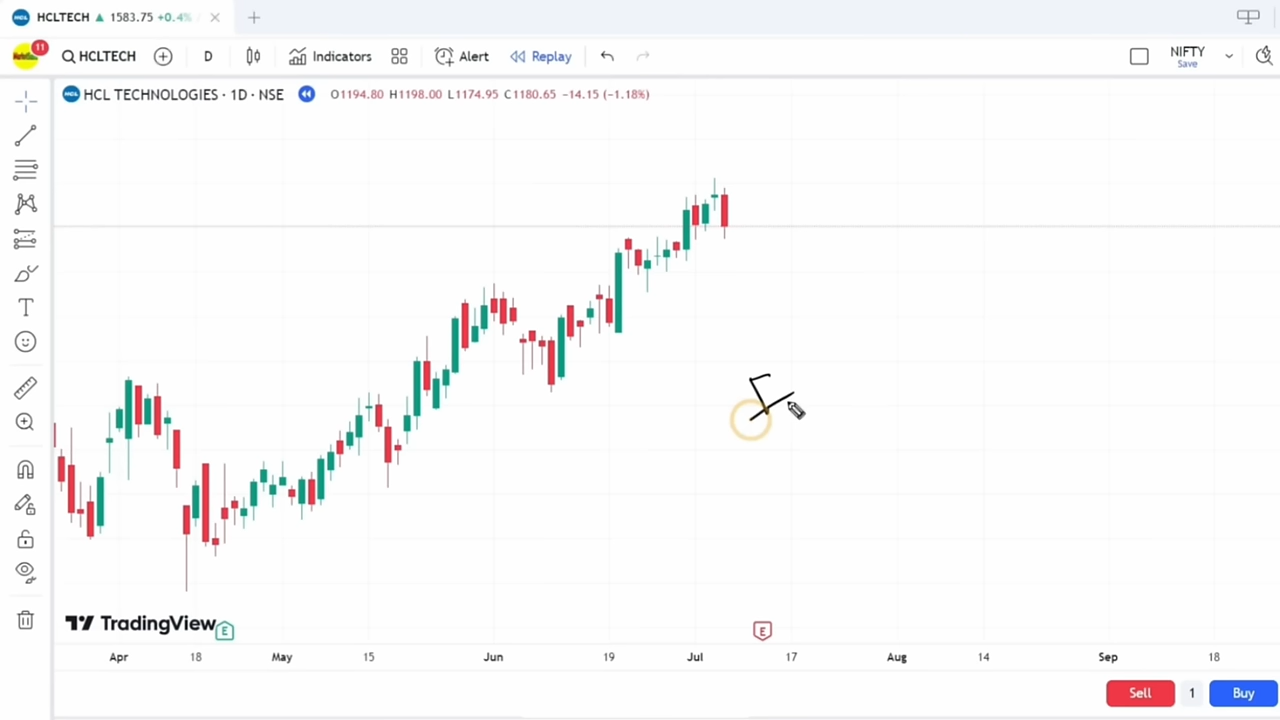 HCLTECH ▲ 1583.75 +0.4%
11 HCLTECH D Indicators Alert Replay NIFTY
Save
HCL HCL TECHNOLOGIES · 1D · NSE O1194.80 H1198.00 L1174.95 C1180.65 −14.15 (−1.18%)
TradingView E E
Apr 18 May 15 Jun 19 Jul 17 Aug 14 Sep 18
Sell 1 Buy